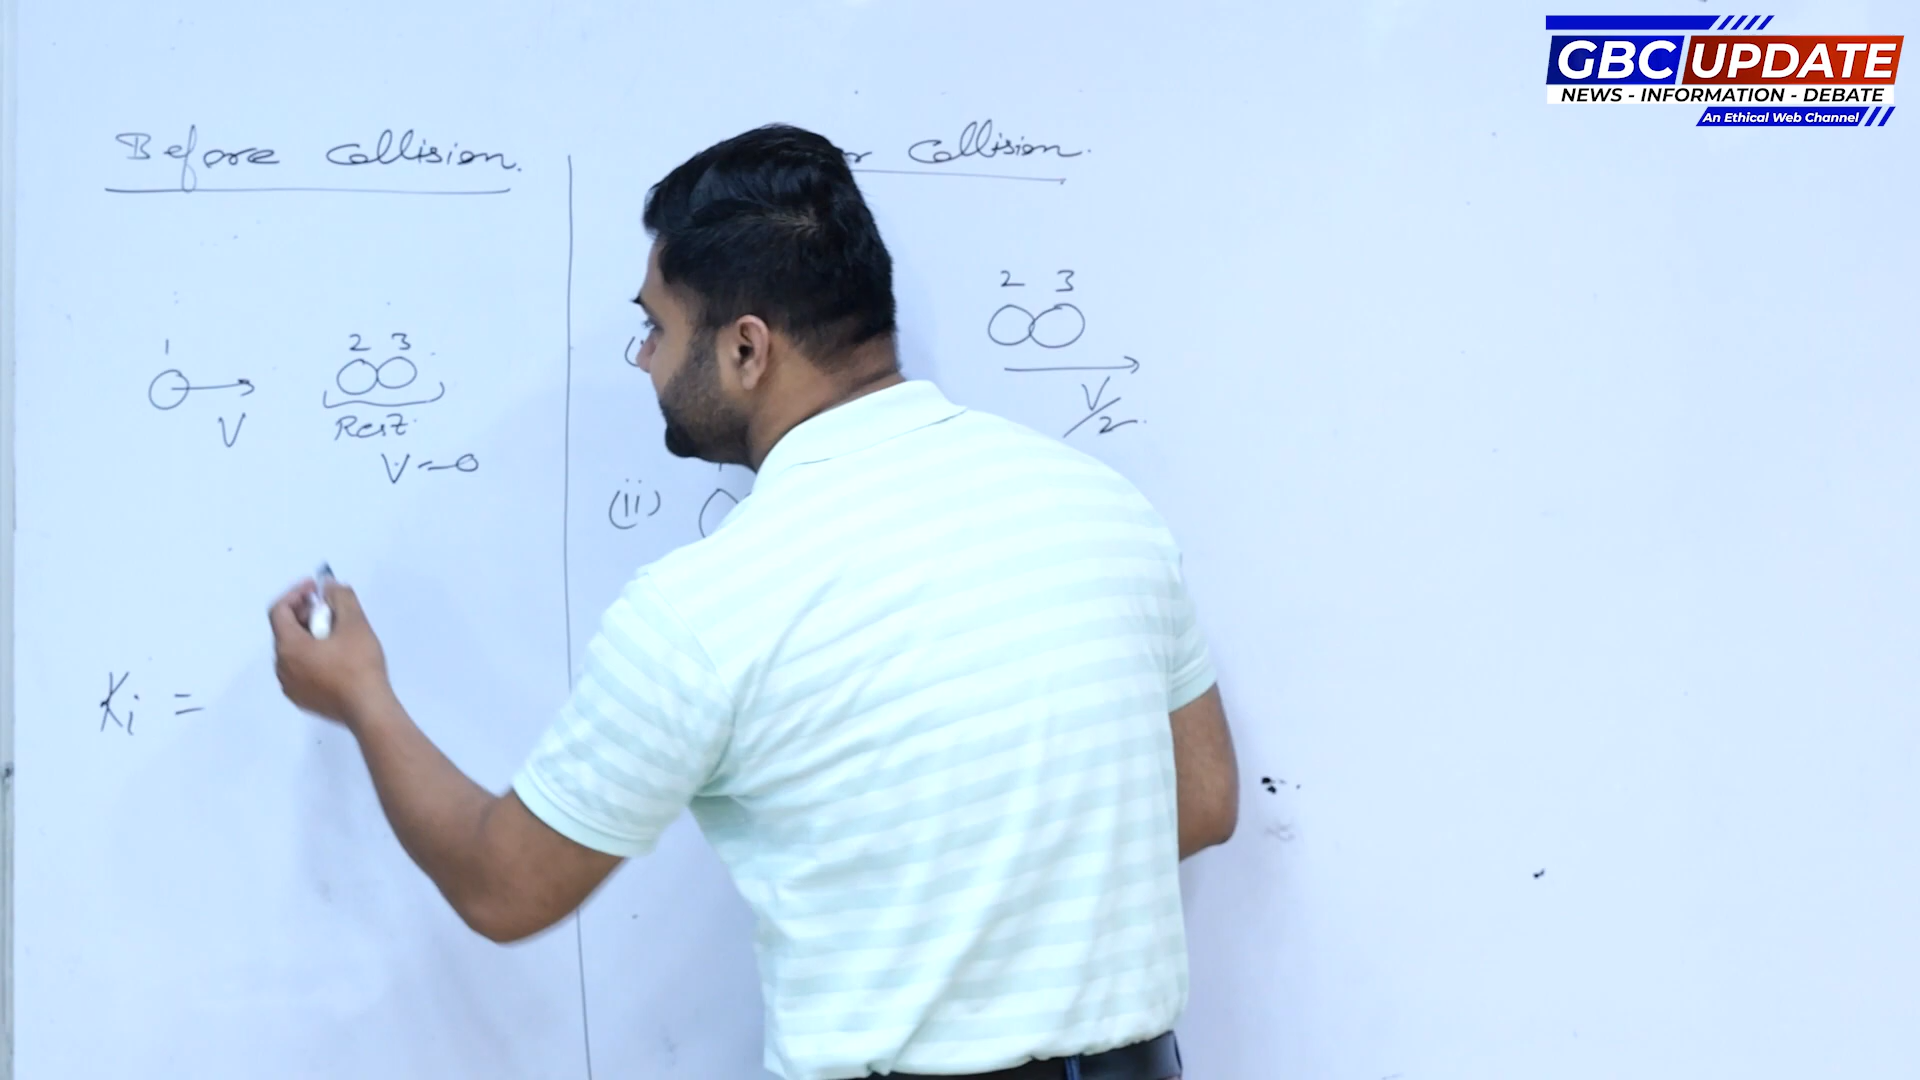 GBC UPDATE
NEWS - INFORMATION - DEBATE
An Ethical Web Channel
Before Collision.
Collision.
1
2 3
V
Rest.
V=0
2 3
V/2
(ii)
Ki =